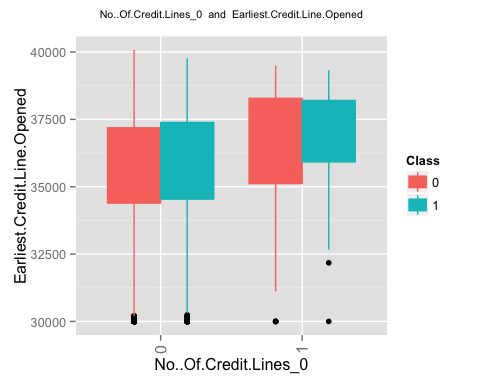 No..Of.Credit.Lines_0 and Earliest.Credit.Line.Opened
Earliest.Credit.Line.Opened
40000
37500
35000
32500
30000
0
1
No..Of.Credit.Lines_0
Class
0
1